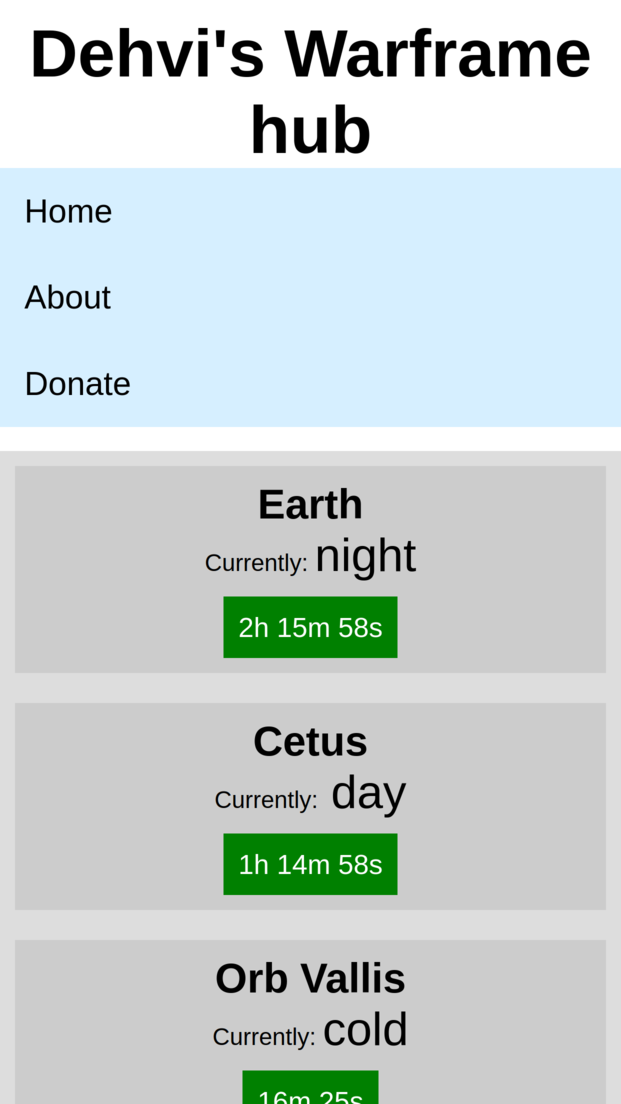 Dehvi's Warframe
hub
Home
About
Donate
Earth
Currently: night
2h 15m 58s
Cetus
Currently: day
1h 14m 58s
Orb Vallis
Currently: cold
16m 25s